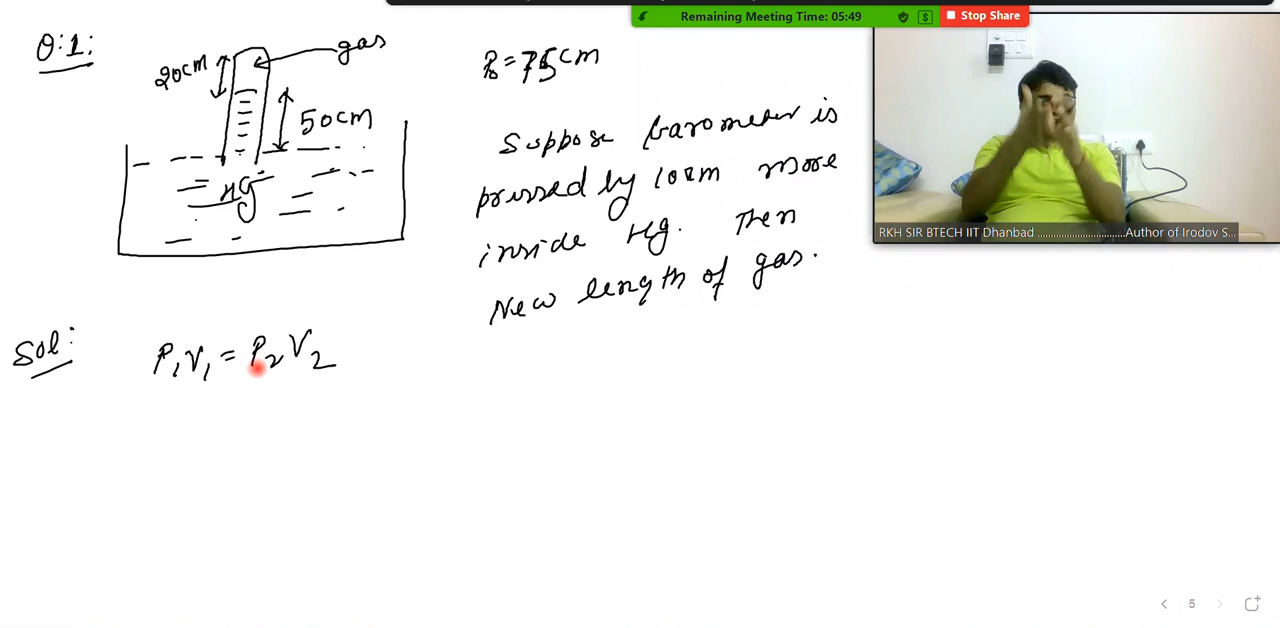 Remaining Meeting Time: 05:49
$
Stop Share
Q:1:
gas
20cm
50cm
Hg
P₀ = 75cm
Suppose barometer is
pressed by 10cm more
inside Hg. Then
New length of gas.
RKH SIR BTECH IIT Dhanbad ..............................Author of Irodov S...
Sol:
P₁V₁ = P₂V₂
5